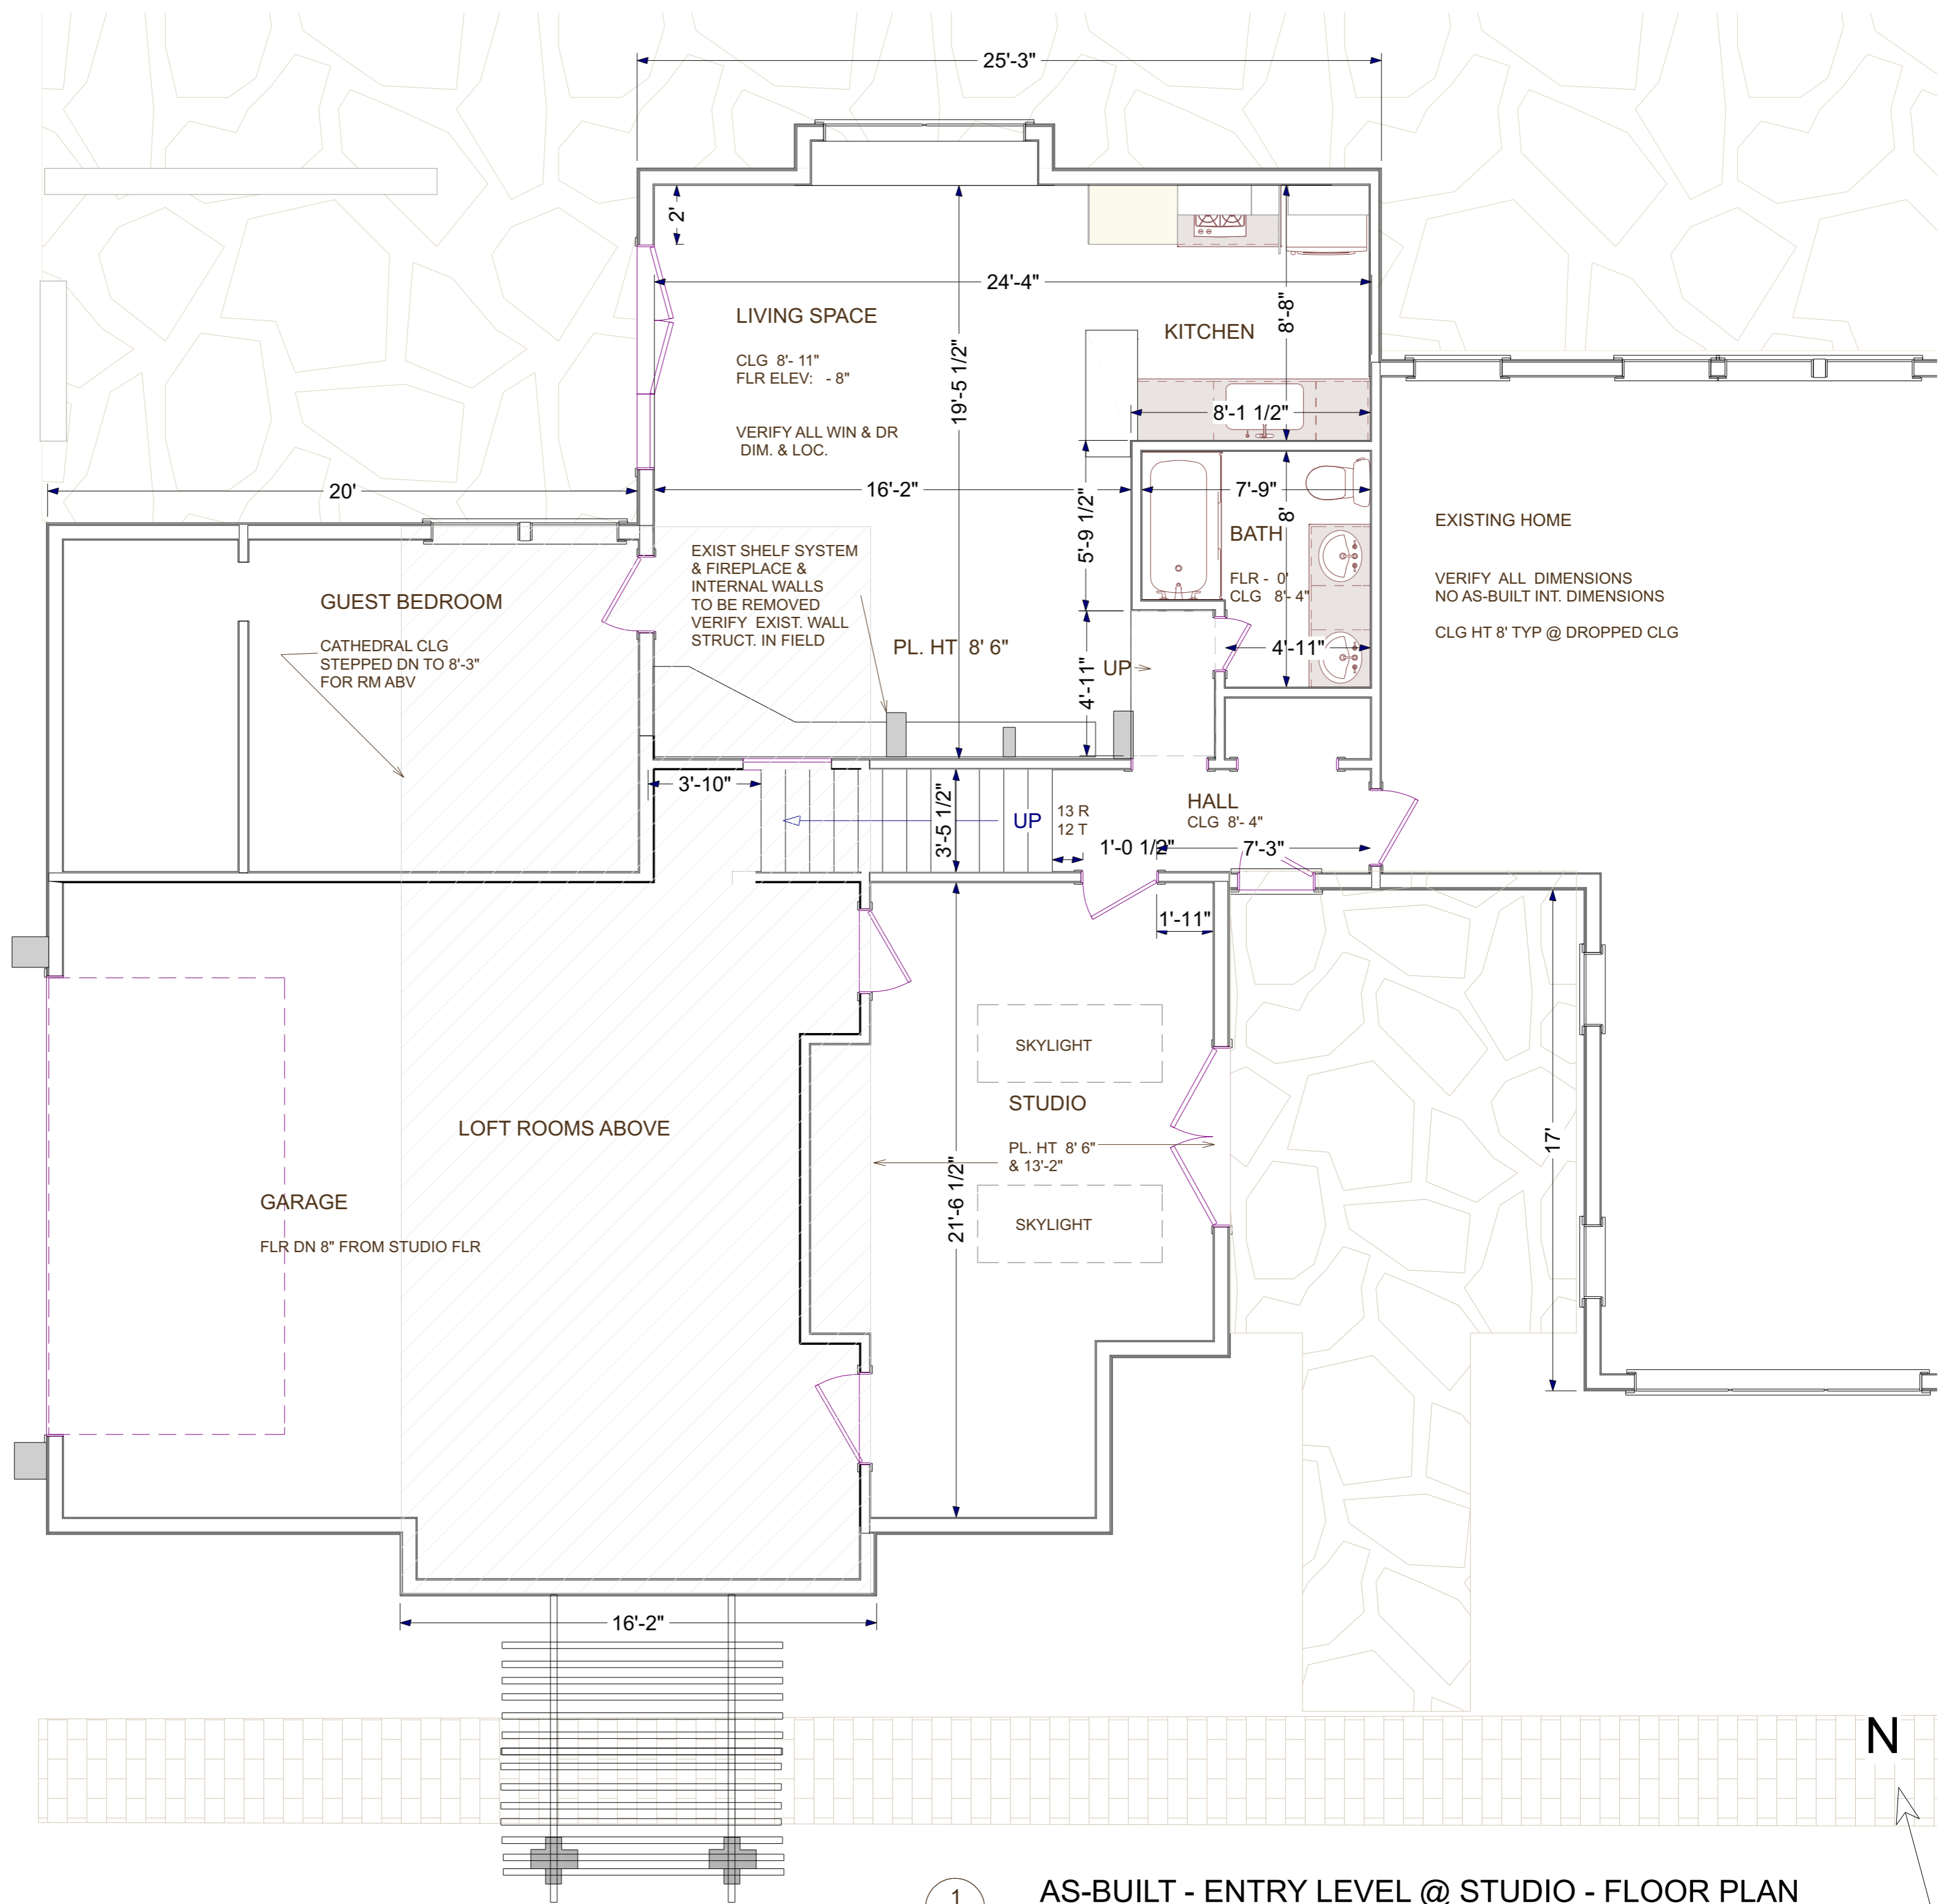 25'-3"
2'
24'-4"
LIVING SPACE
CLG 8'- 11"
FLR ELEV: - 8"
VERIFY ALL WIN & DR
DIM. & LOC.
19'-5 1/2"
KITCHEN
8'-8"
8'-1 1/2"
20'
16'-2"
5'-9 1/2"
7'-9"
8'
BATH
FLR - 0'
CLG 8'- 4"
4'-11"
EXISTING HOME
VERIFY ALL DIMENSIONS
NO AS-BUILT INT. DIMENSIONS
CLG HT 8' TYP @ DROPPED CLG
EXIST SHELF SYSTEM
& FIREPLACE &
INTERNAL WALLS
TO BE REMOVED
VERIFY EXIST. WALL
STRUCT. IN FIELD
GUEST BEDROOM
CATHEDRAL CLG
STEPPED DN TO 8'-3"
FOR RM ABV
PL. HT 8' 6"
UP
4'-11"
3'-10"
3'-5 1/2"
UP
13 R
12 T
HALL
CLG 8'- 4"
1'-0 1/2"
7'-3"
1'-11"
SKYLIGHT
STUDIO
PL. HT 8' 6"
& 13'-2"
SKYLIGHT
21'-6 1/2"
17'
LOFT ROOMS ABOVE
GARAGE
FLR DN 8" FROM STUDIO FLR
16'-2"
N
1
AS-BUILT - ENTRY LEVEL @ STUDIO - FLOOR PLAN